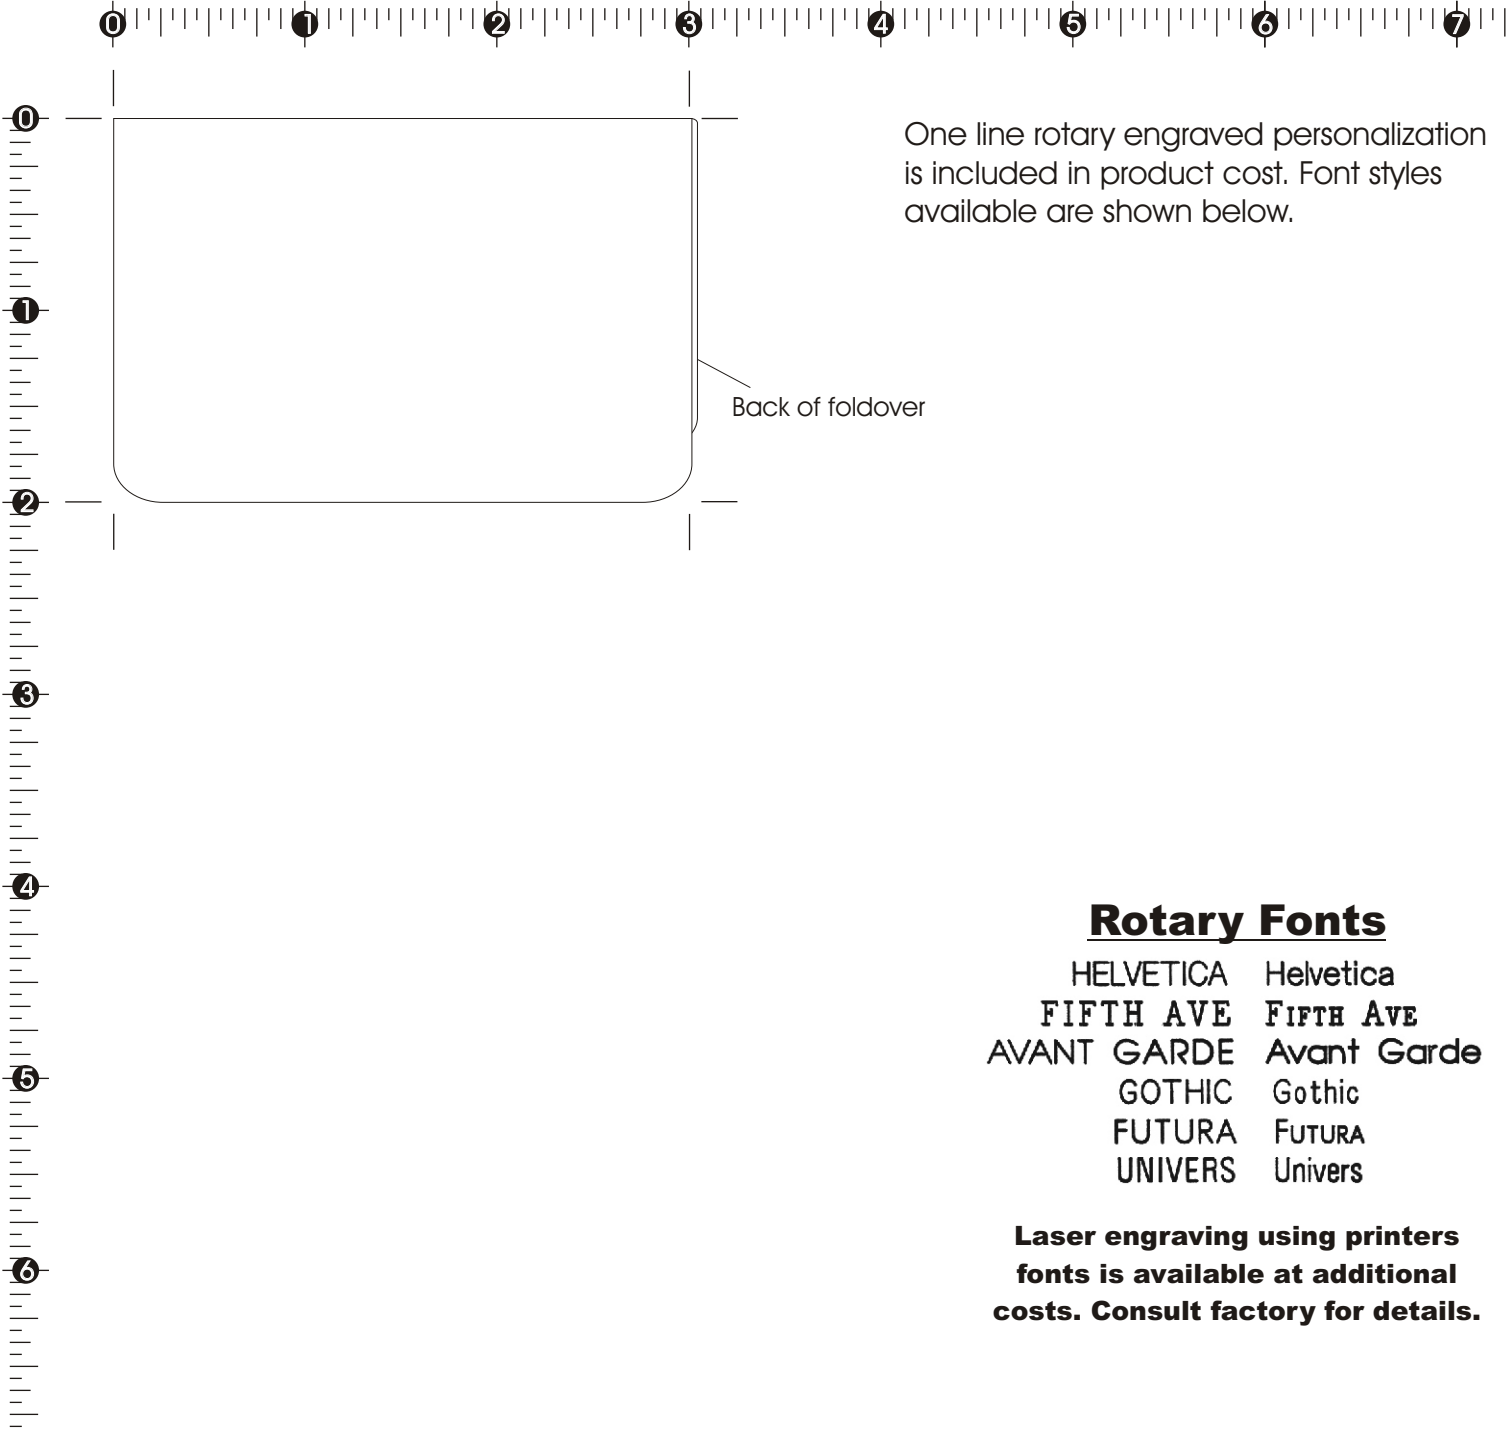 0 1 2 3 4 5 6 7
0
1
2
3
4
5
6
One line rotary engraved personalization
is included in product cost. Font styles
available are shown below.
Back of foldover
Rotary Fonts
HELVETICA Helvetica
FIFTH AVE FIFTH AVE
AVANT GARDE Avant Garde
GOTHIC Gothic
FUTURA FUTURA
UNIVERS Univers
Laser engraving using printers
fonts is available at additional
costs. Consult factory for details.